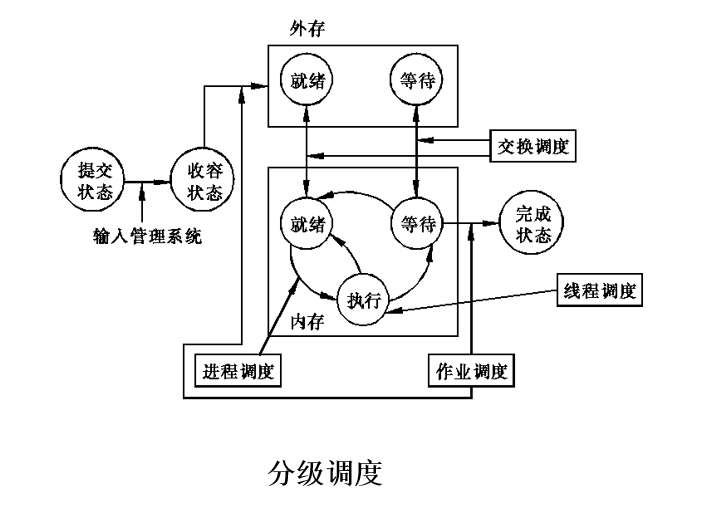 外存
就绪
等待
交换调度
提交
状态
收容
状态
输入管理系统
就绪
等待
完成
状态
执行
线程调度
内存
进程调度
作业调度
分级调度